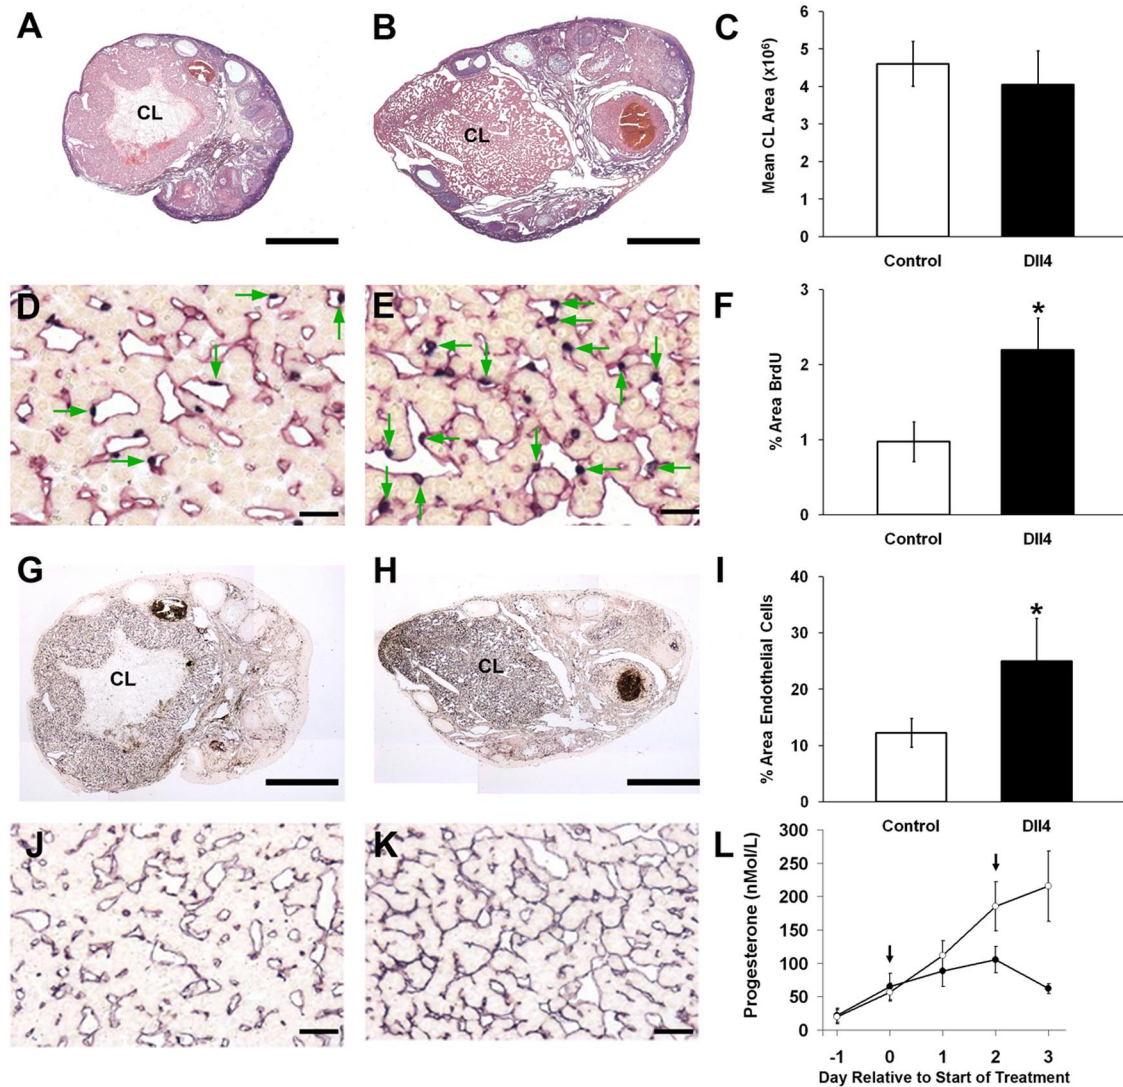 A
CL
B
CL
C
Mean CL Area (x10⁶)
6
5
4
3
2
1
0
Control
Dll4
D
E
F
% Area BrdU
3
2
1
0
*
Control
Dll4
G
CL
H
CL
I
% Area Endothelial Cells
40
30
20
10
0
*
Control
Dll4
J
K
L
Progesterone (nMol/L)
300
250
200
150
100
50
0
-1 0 1 2 3
Day Relative to Start of Treatment